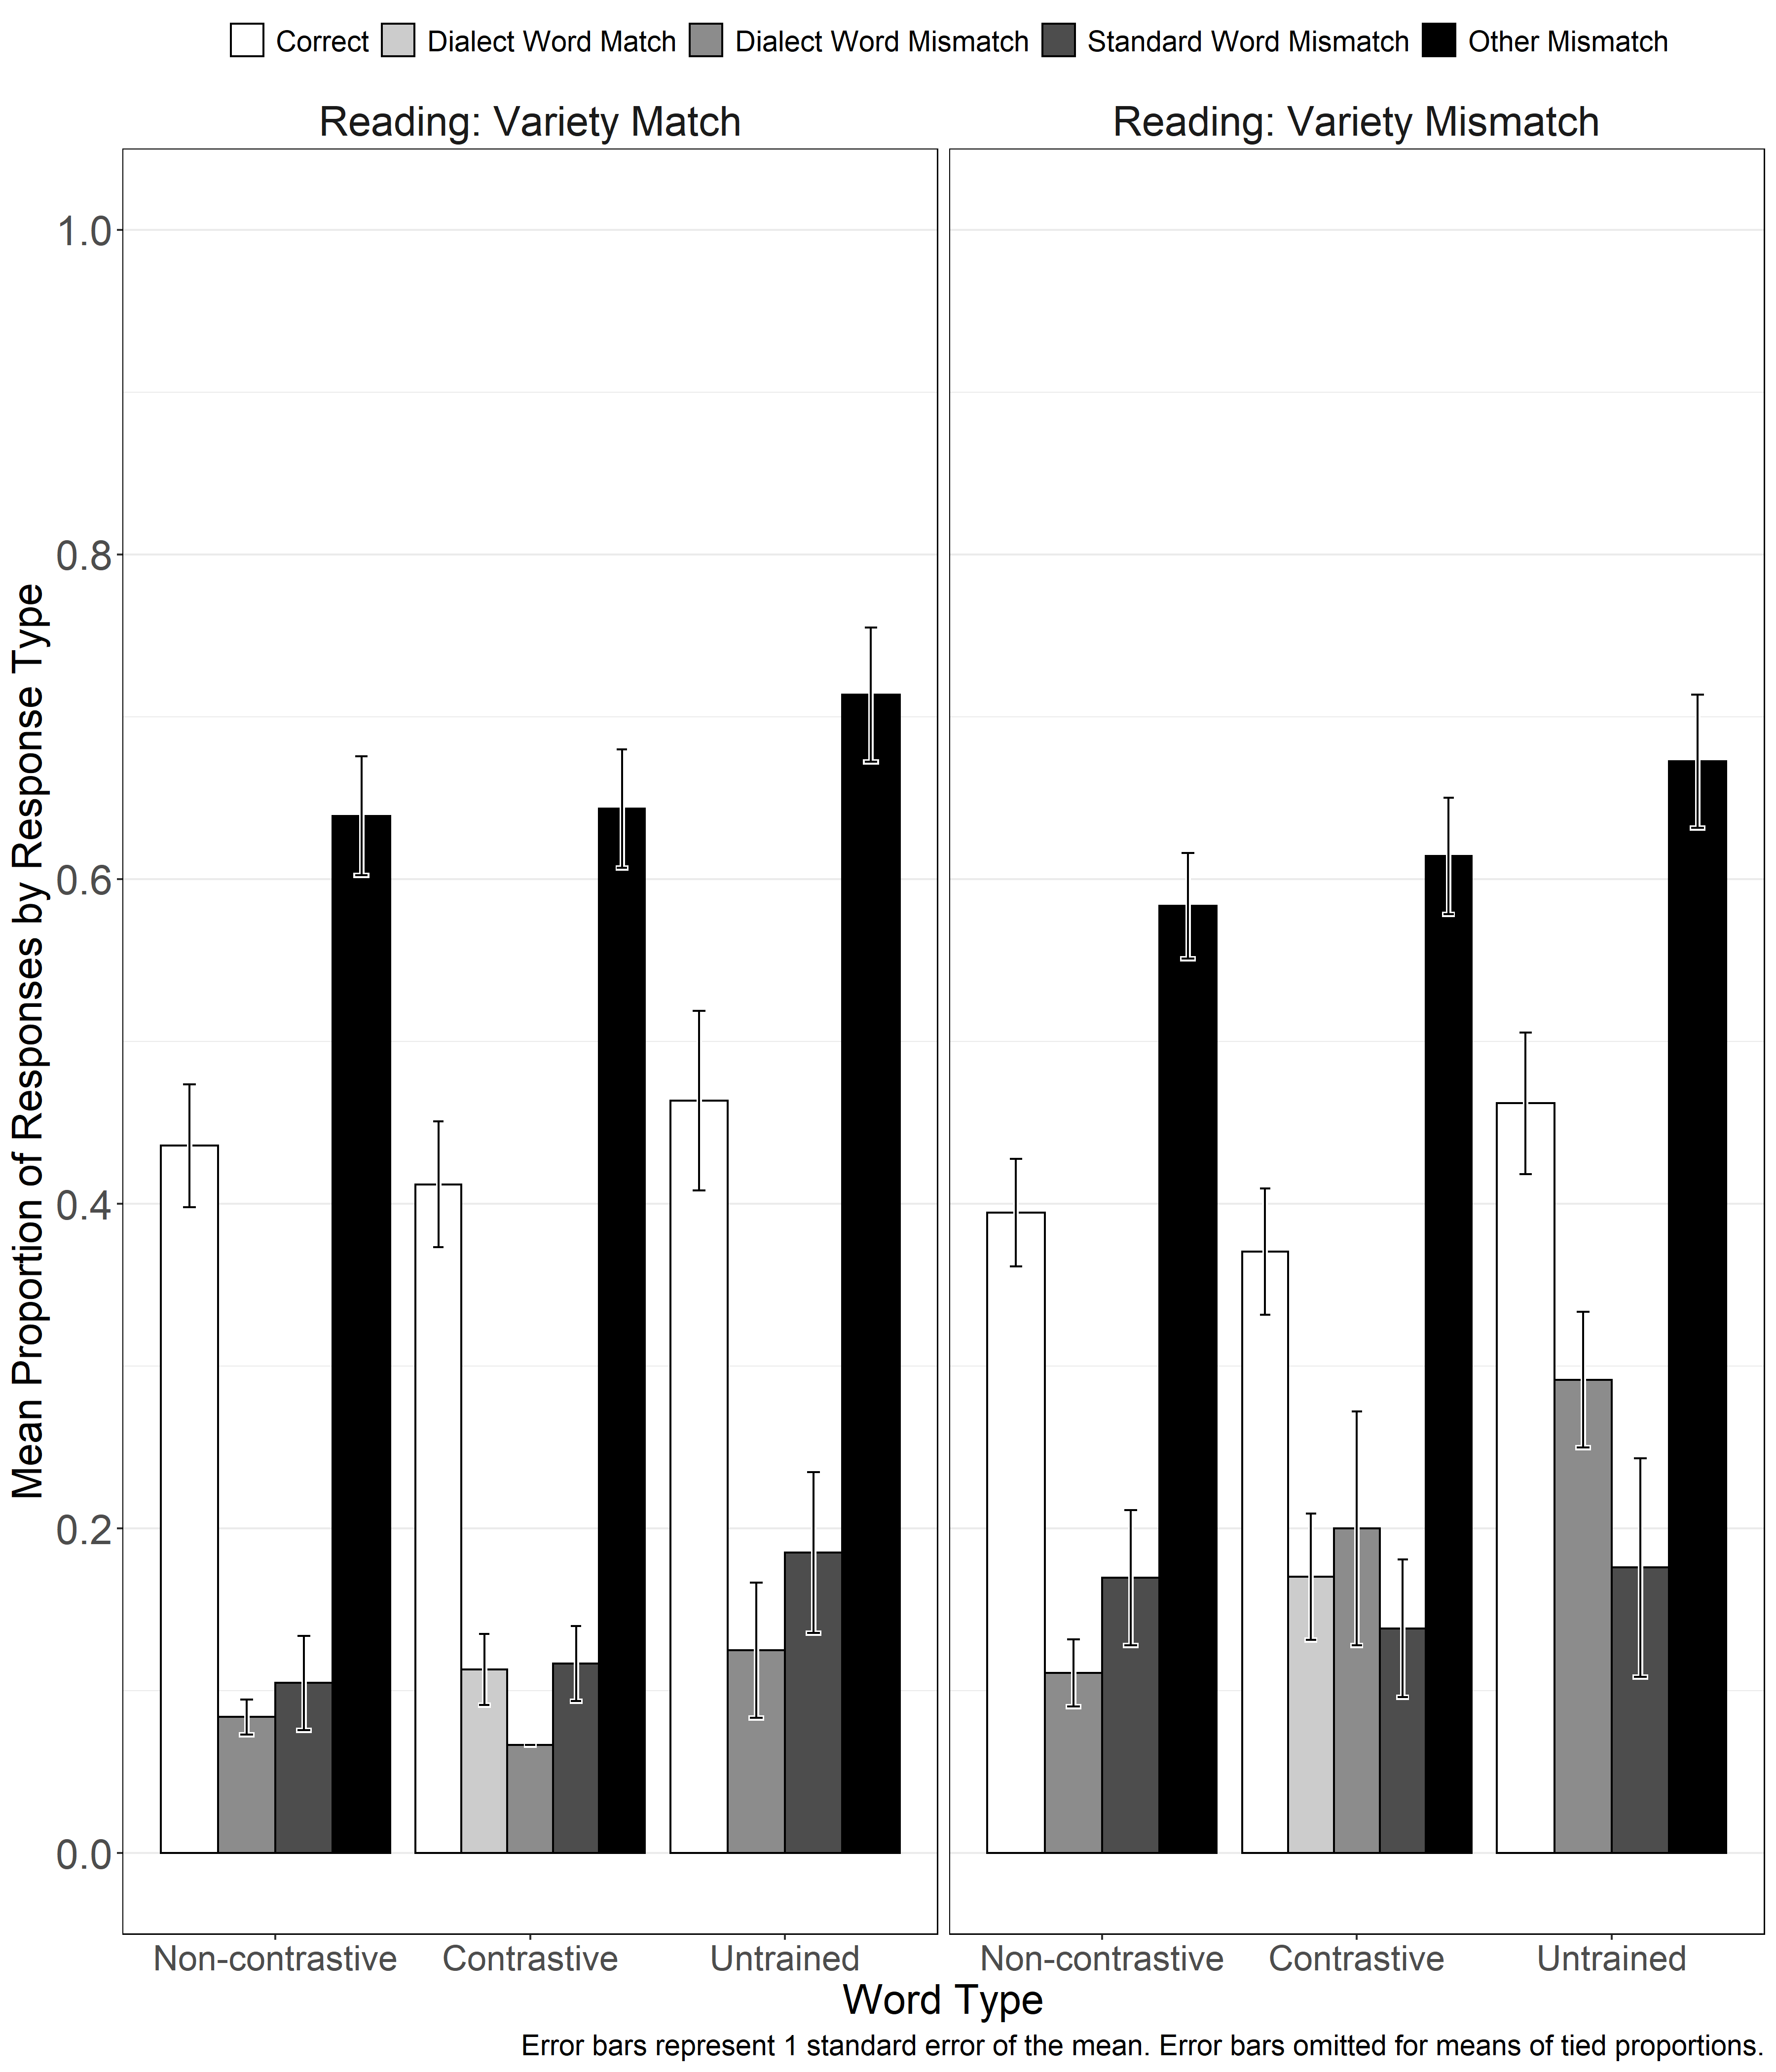 Correct Dialect Word Match Dialect Word Mismatch Standard Word Mismatch Other Mismatch
Reading: Variety Match Reading: Variety Mismatch
Mean Proportion of Responses by Response Type
1.0
0.8
0.6
0.4
0.2
0.0
Non-contrastive Contrastive Untrained Non-contrastive Contrastive Untrained
Word Type
Error bars represent 1 standard error of the mean. Error bars omitted for means of tied proportions.